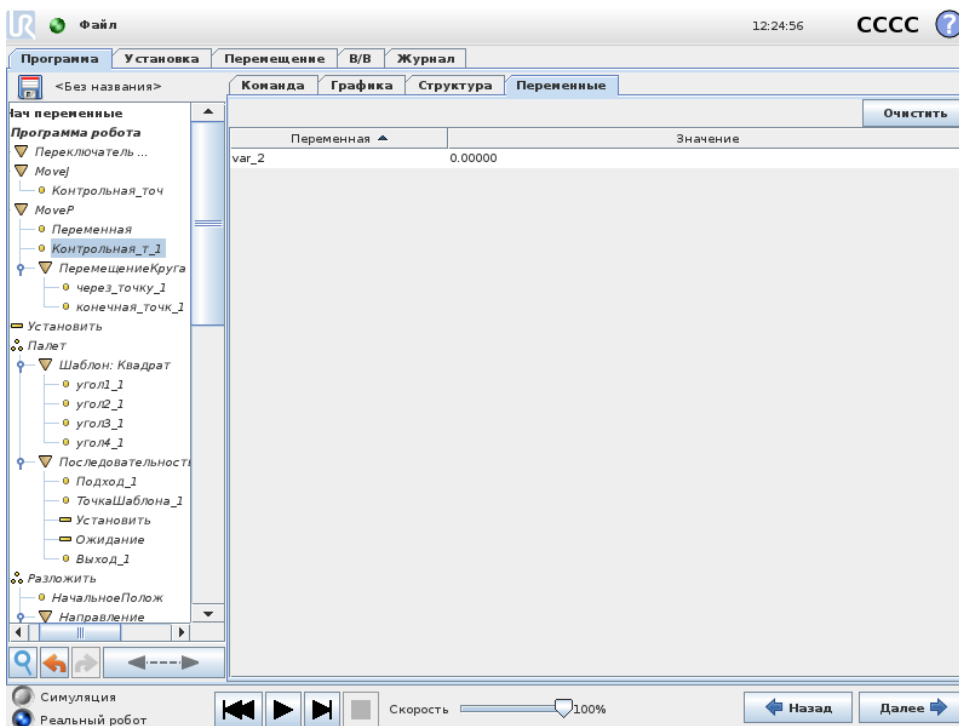 UR Файл 12:24:56 CCCC ?
Программа Установка Перемещение В/В Журнал
<Без названия> Команда Графика Структура Переменные
Нач переменные
Очистить
Программа робота
Переменная Значение
Переключатель ...
var_2 0.00000
MoveJ
Контрольная_точ
MoveP
Переменная
Контрольная_т_1
ПеремещениеКруга
через_точку_1
конечная_точк_1
Установить
Палет
Шаблон: Квадрат
угол1_1
угол2_1
угол3_1
угол4_1
Последовательност
Подход_1
ТочкаШаблона_1
Установить
Ожидание
Выход_1
Разложить
НачальноеПолож
Направление
Симуляция
Реальный робот
Скорость 100%
Назад Далее